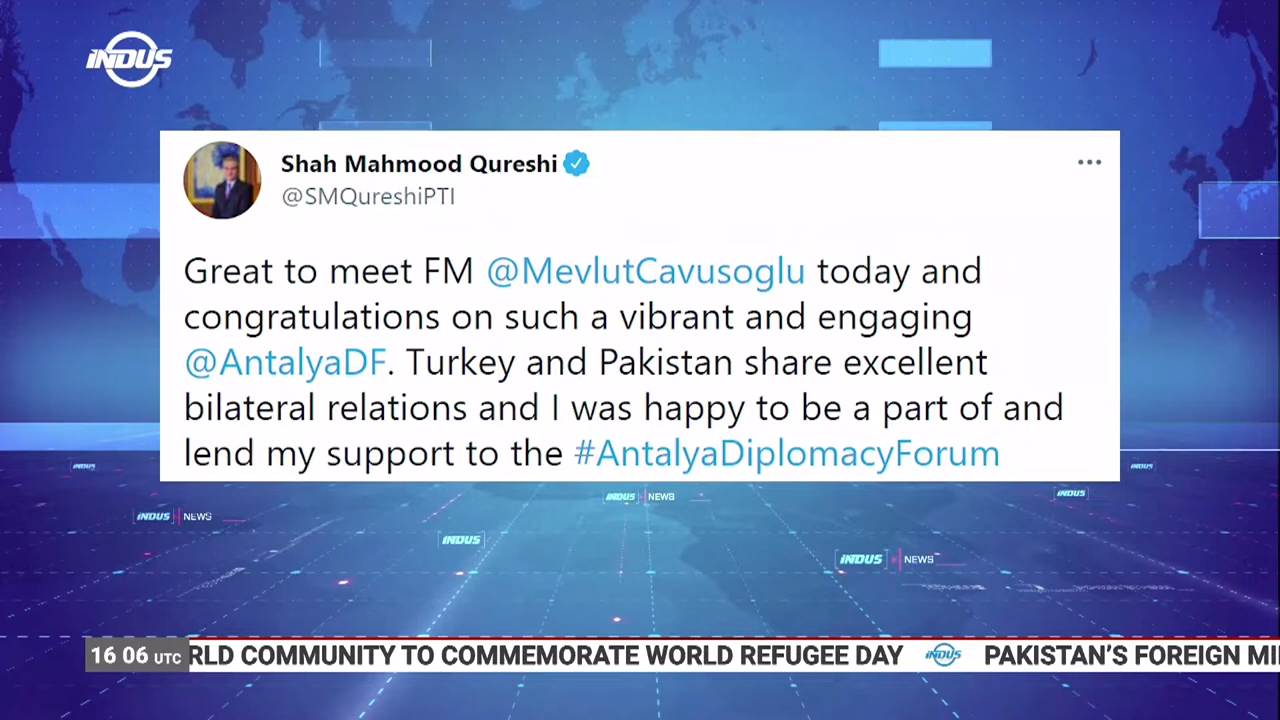 iNDUS
Shah Mahmood Qureshi
@SMQureshiPTI
Great to meet FM @MevlutCavusoglu today and
congratulations on such a vibrant and engaging
@AntalyaDF. Turkey and Pakistan share excellent
bilateral relations and I was happy to be a part of and
lend my support to the #AntalyaDiplomacyForum
iNDUS
iNDUS
iNDUS NEWS
iNDUS
iNDUS NEWS
iNDUS
iNDUS NEWS
16 06 UTC RLD COMMUNITY TO COMMEMORATE WORLD REFUGEE DAY iNDUS PAKISTAN'S FOREIGN MI